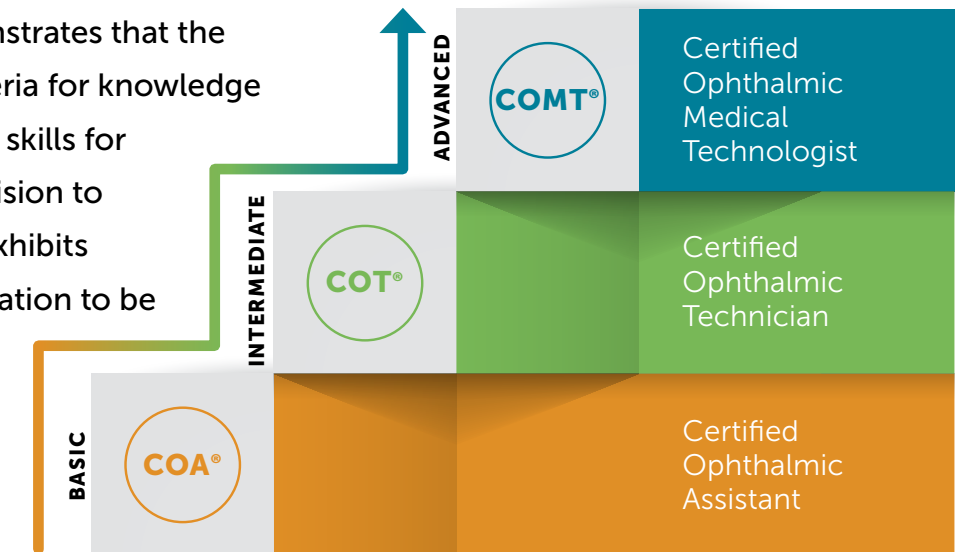 nstrates that the
eria for knowledge
skills for
ision to
xhibits
ation to be
ADVANCED
COMT®
Certified
Ophthalmic
Medical
Technologist
INTERMEDIATE
COT®
Certified
Ophthalmic
Technician
BASIC
COA®
Certified
Ophthalmic
Assistant